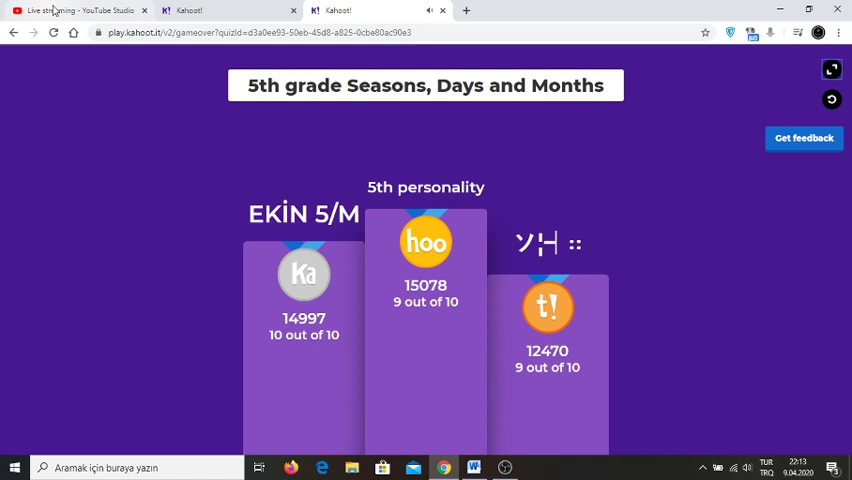 Live streaming - YouTube Studio
Kahoot!
Kahoot!
play.kahoot.it/v2/gameover?quizId=d3a0ee93-50eb-45d8-a825-0cbe80ac90e3
5th grade Seasons, Days and Months
Get feedback
5th personality
EKİN 5/M
hoo
Ka
t!
15078
9 out of 10
14997
10 out of 10
12470
9 out of 10
Aramak için buraya yazın
TUR
TRQ
22:13
9.04.2020